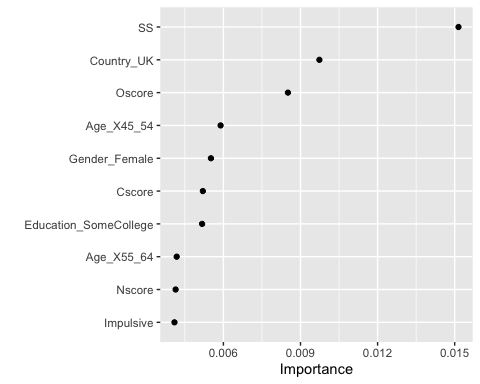 SS
Country_UK
Oscore
Age_X45_54
Gender_Female
Cscore
Education_SomeCollege
Age_X55_64
Nscore
Impulsive
0.006 0.009 0.012 0.015
Importance